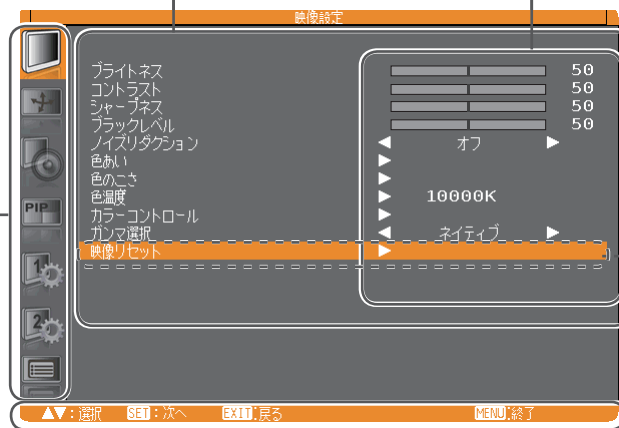 映像設定
ブライトネス 50
コントラスト 50
シャープネス 50
ブラックレベル 50
ノイズリダクション オフ
色あい
色のこさ
色温度 10000K
カラーコントロール
ガンマ選択 ネイティブ
映像リセット
PIP
1
2
▲▼：選択 SET：次へ EXIT:戻る MENU:終了